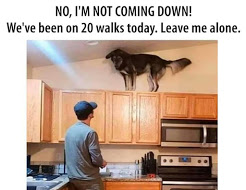 NO, I'M NOT COMING DOWN!
We've been on 20 walks today. Leave me alone.